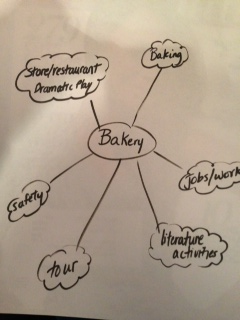 Baking
Store/restaurant
Dramatic Play
Bakery
Jobs/work
safety
literature
activities
tour